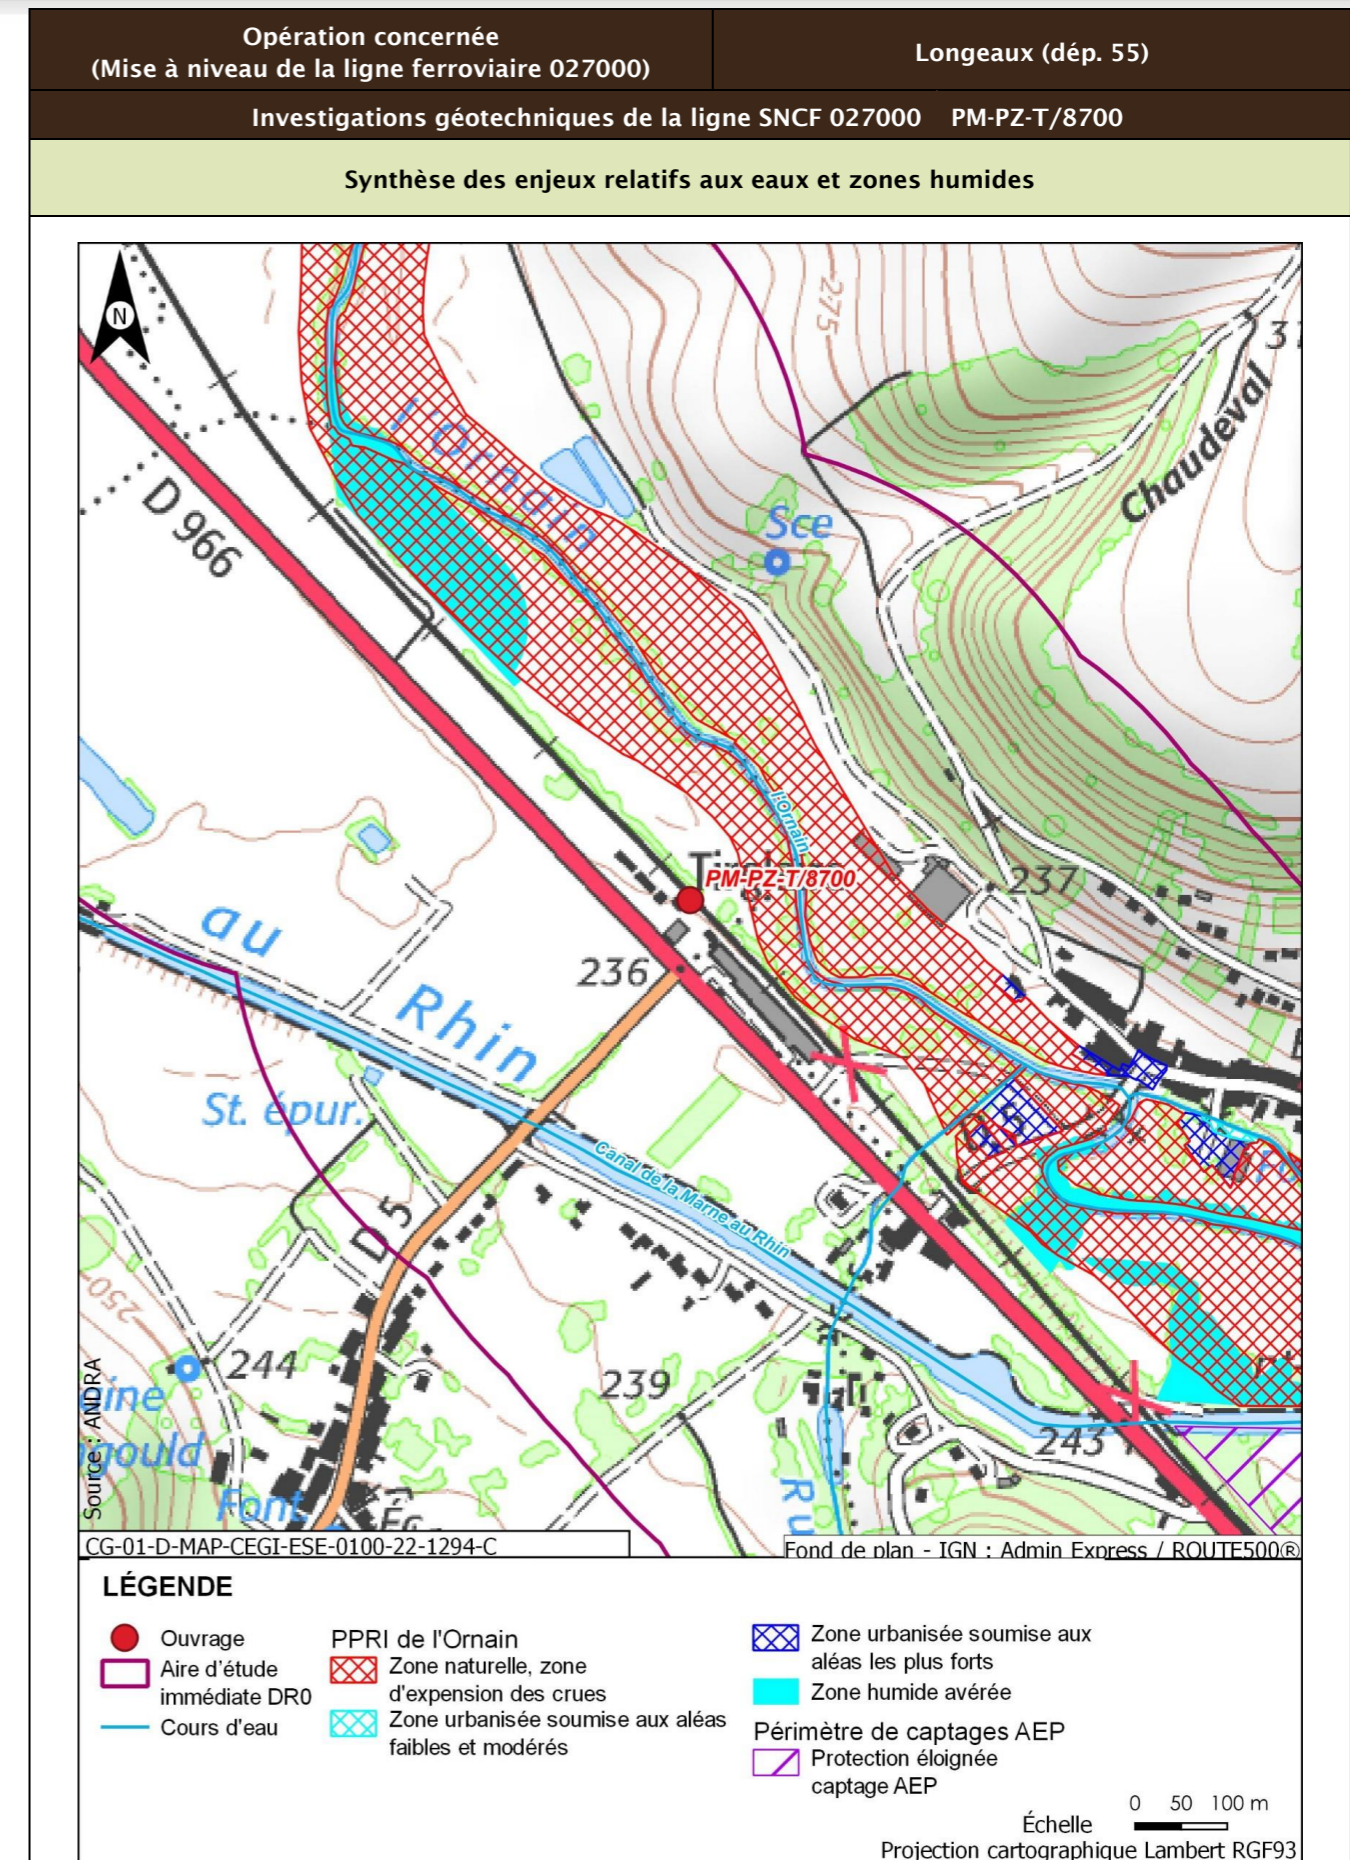 Opération concernée
(Mise à niveau de la ligne ferroviaire 027000)
Longeaux (dép. 55)
Investigations géotechniques de la ligne SNCF 027000 PM-PZ-T/8700
Synthèse des enjeux relatifs aux eaux et zones humides
N
275
31
Chaudeval
l'Ornain
D 966
Sce
l'Ornain
PM-PZ-T/8700
237
au
Rhin
236
St. épur.
Canal de la Marne au Rhin
D 5
D 5
250
244
239
243
Ru
Font.
Source : ANDRA
CG-01-D-MAP-CEGI-ESE-0100-22-1294-C
Fond de plan - IGN : Admin Express / ROUTE500®
LÉGENDE
Ouvrage
Aire d'étude
immédiate DR0
Cours d'eau
PPRI de l'Ornain
Zone naturelle, zone
d'expension des crues
Zone urbanisée soumise aux aléas
faibles et modérés
Zone urbanisée soumise aux
aléas les plus forts
Zone humide avérée
Périmètre de captages AEP
Protection éloignée
captage AEP
0 50 100 m
Échelle
Projection cartographique Lambert RGF93